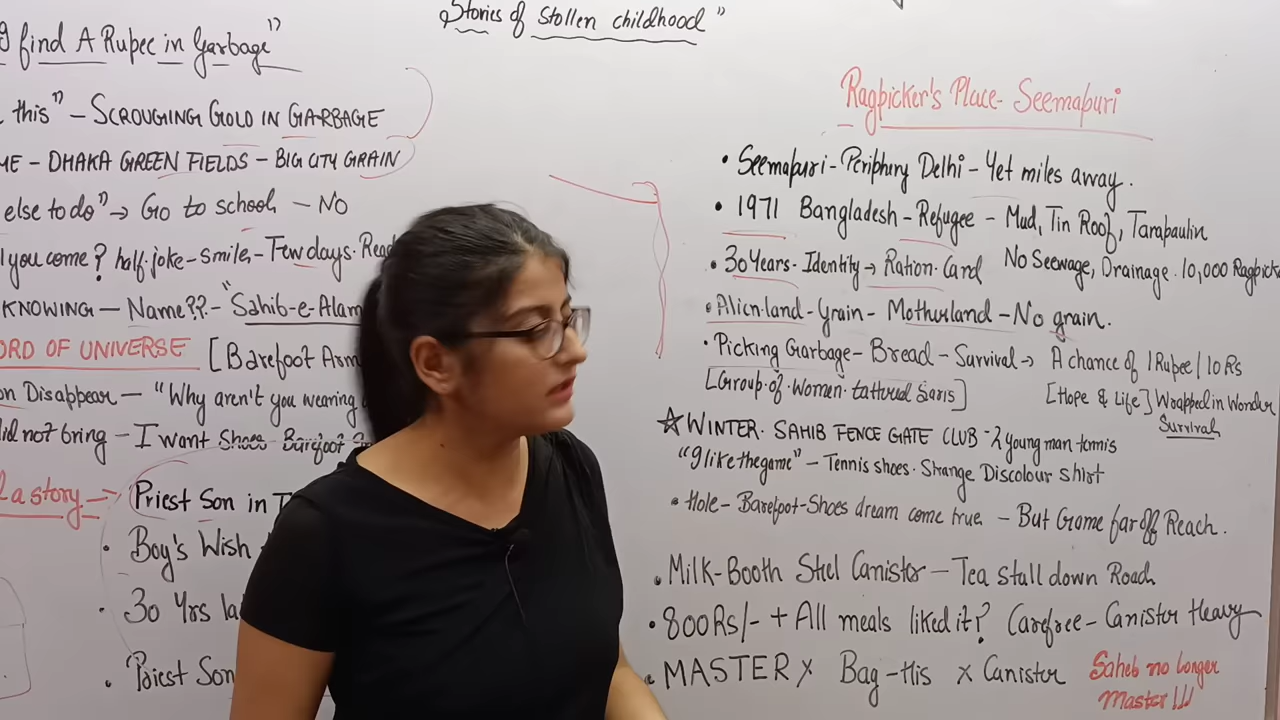 Stories of Stollen childhood"
find A Rupee in Garbage"
this" - SCROUGING GOLD IN GARBAGE
ME - DHAKA GREEN FIELDS - BIG CITY GRAIN
else to do" → Go to school - NO
you come? half-joke-smile-Few days.
KNOWING - Name??-"Sahib-e-Alam
ORD OF UNIVERSE [Barefoot
on Disappear - "Why aren't you wearing
did not bring - I want Shoes Barefoot
a story →
Priest Son in
• Boy's Wish
• 30 Yrs
• Priest Son
Ragpicker's Place- Seemapuri
• Seemapuri - Periphery Delhi - Yet miles away.
• 1971 Bangladesh - Refugee - Mud, Tin Roof, Tarapaulin
• 30 Years. Identity → Ration. Card No Seewage, Drainage. 10,000 Ragpicke
• Alien-land - Grain - Motherland - No grain.
• Picking Garbage - Bread - Survival → A chance of 1 Rupee/10 Rs
[Group of women tattured Saris] [Hope & Life] Wrapped in Wonder
Survival
☆ WINTER. SAHIB FENCE GATE CLUB - 2 young man tennis
"I like the game" - Tennis shoes. Strange Discolour shirt
• Hole - Barefoot-Shoes dream come true - But Game far off Reach.
• Milk-Booth Steel Canister - Tea stall down Road
• 800Rs/- + All meals liked it? Carefree - Canister Heavy
• MASTER X Bag-His X Canister Saheb no longer
Master !!!